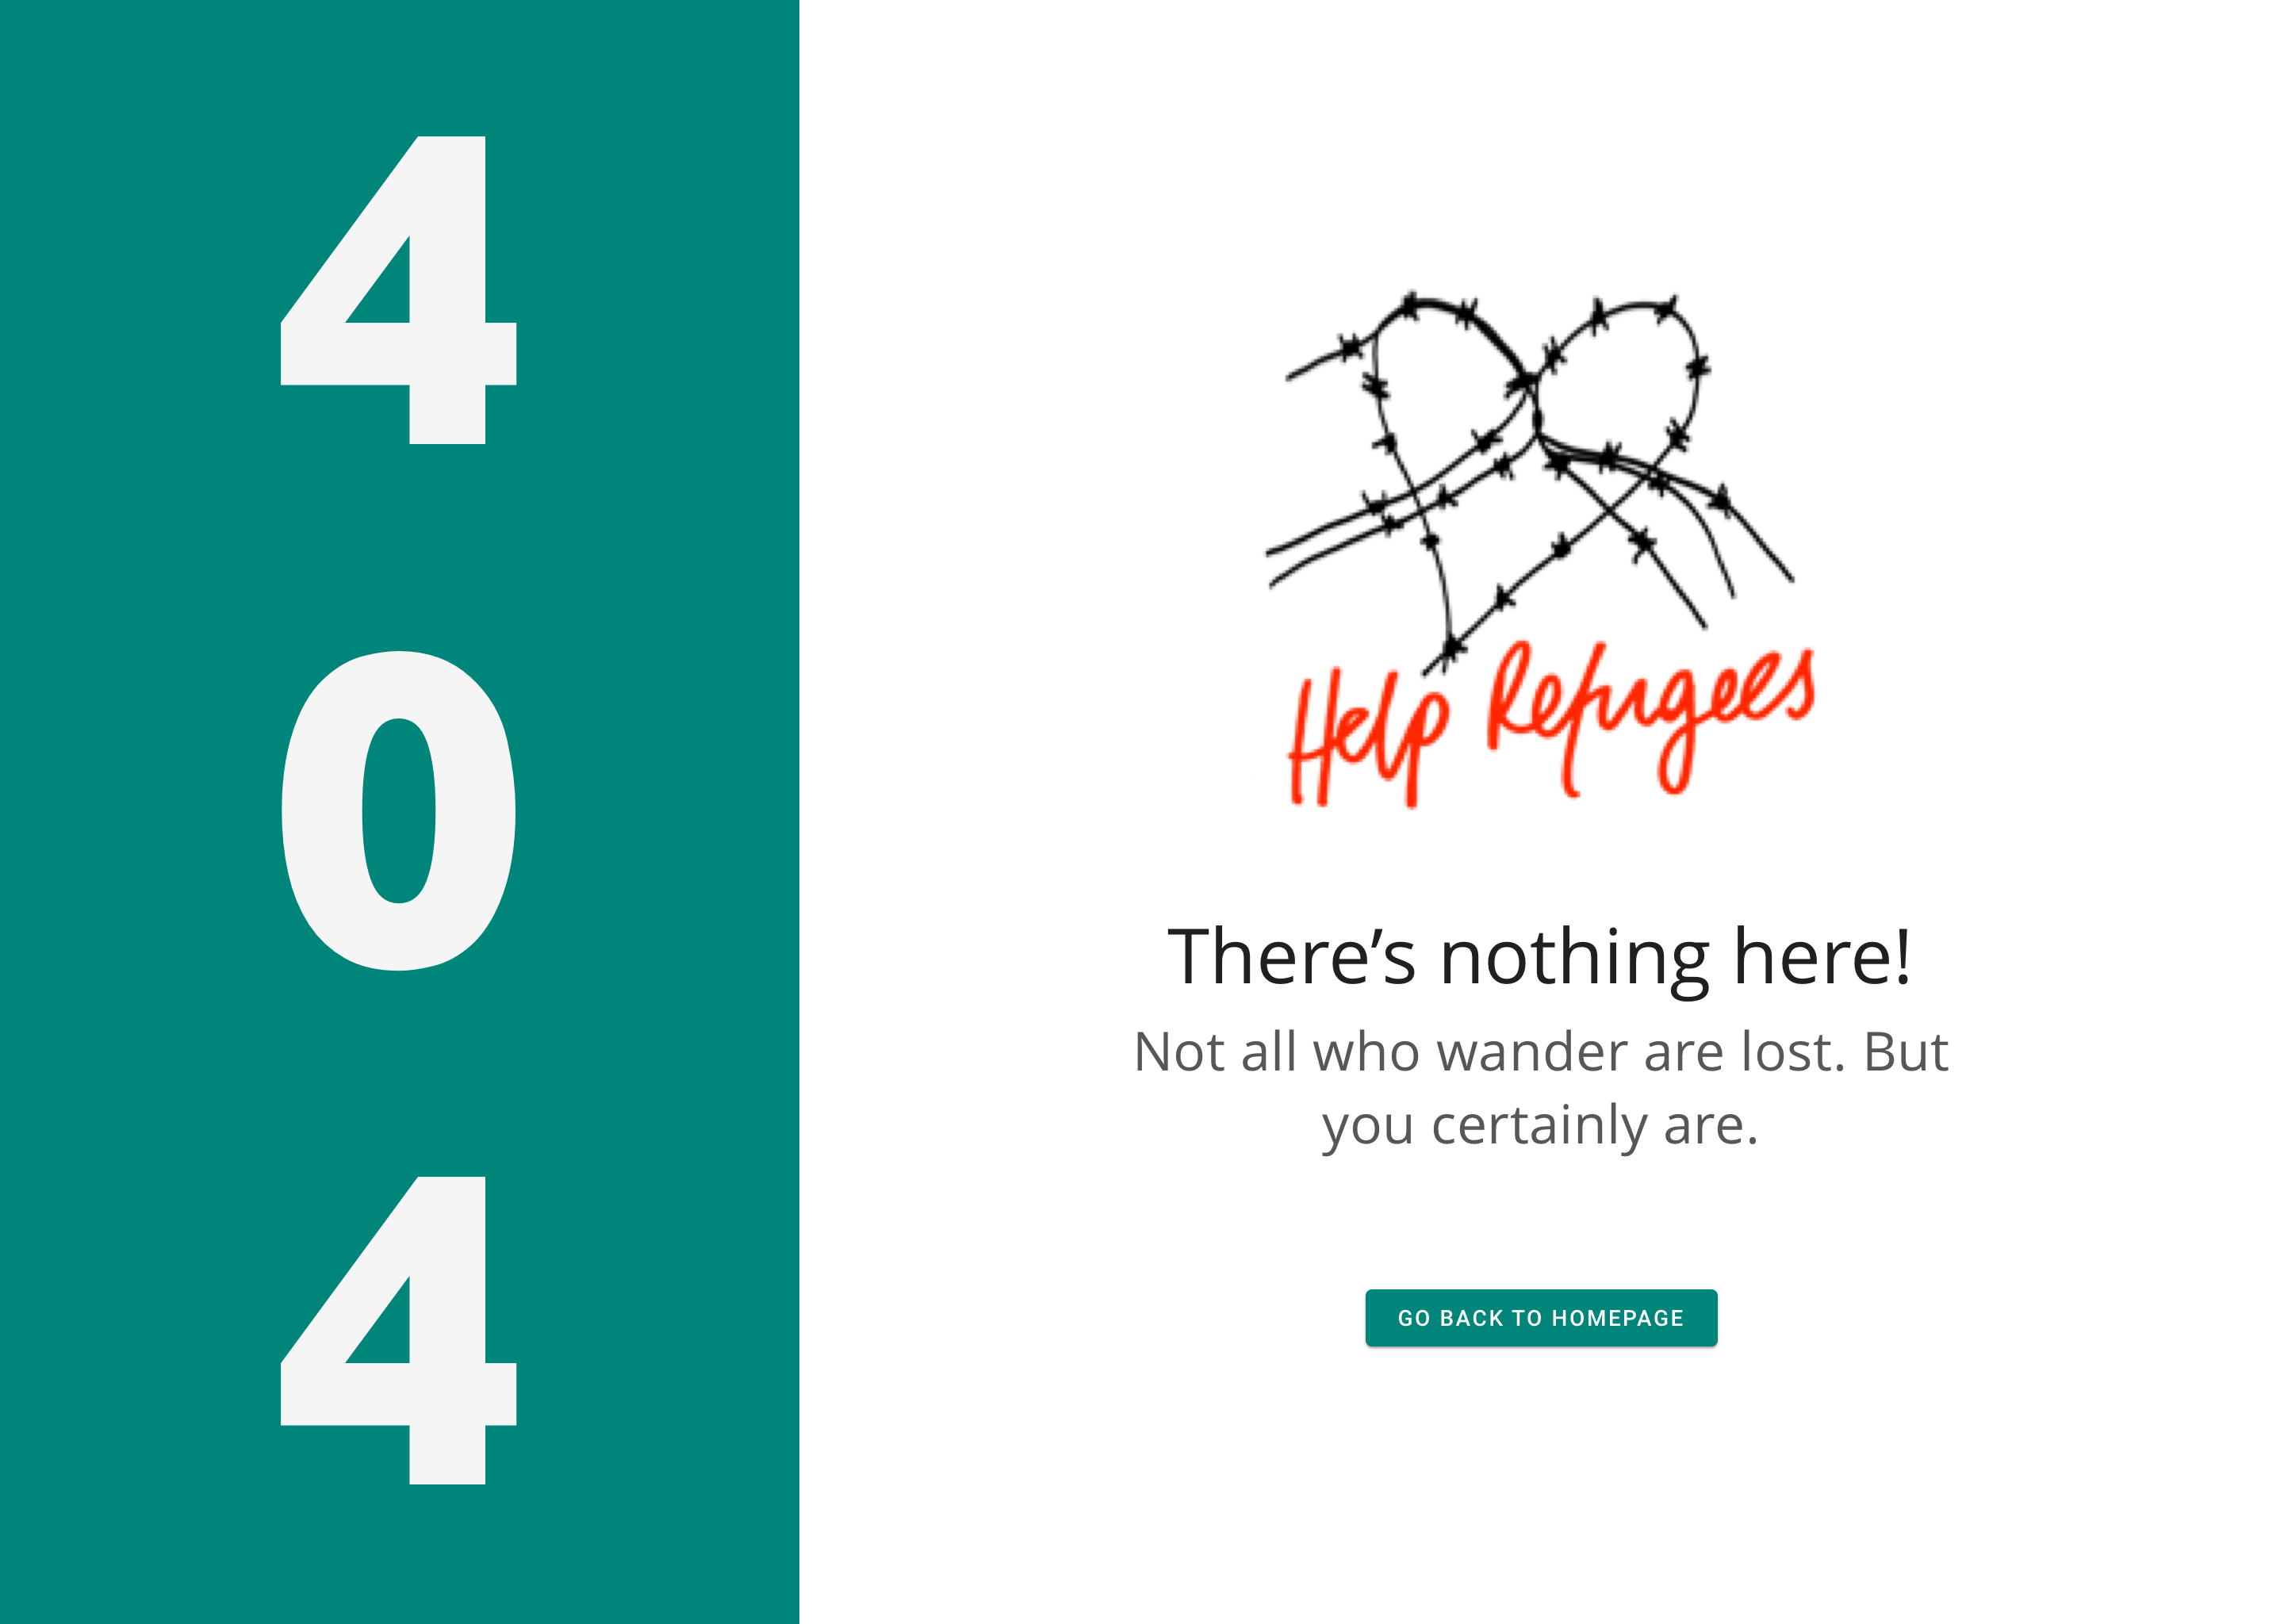 4
0
4
Help Refugees
There’s nothing here!
Not all who wander are lost. But
you certainly are.
GO BACK TO HOMEPAGE